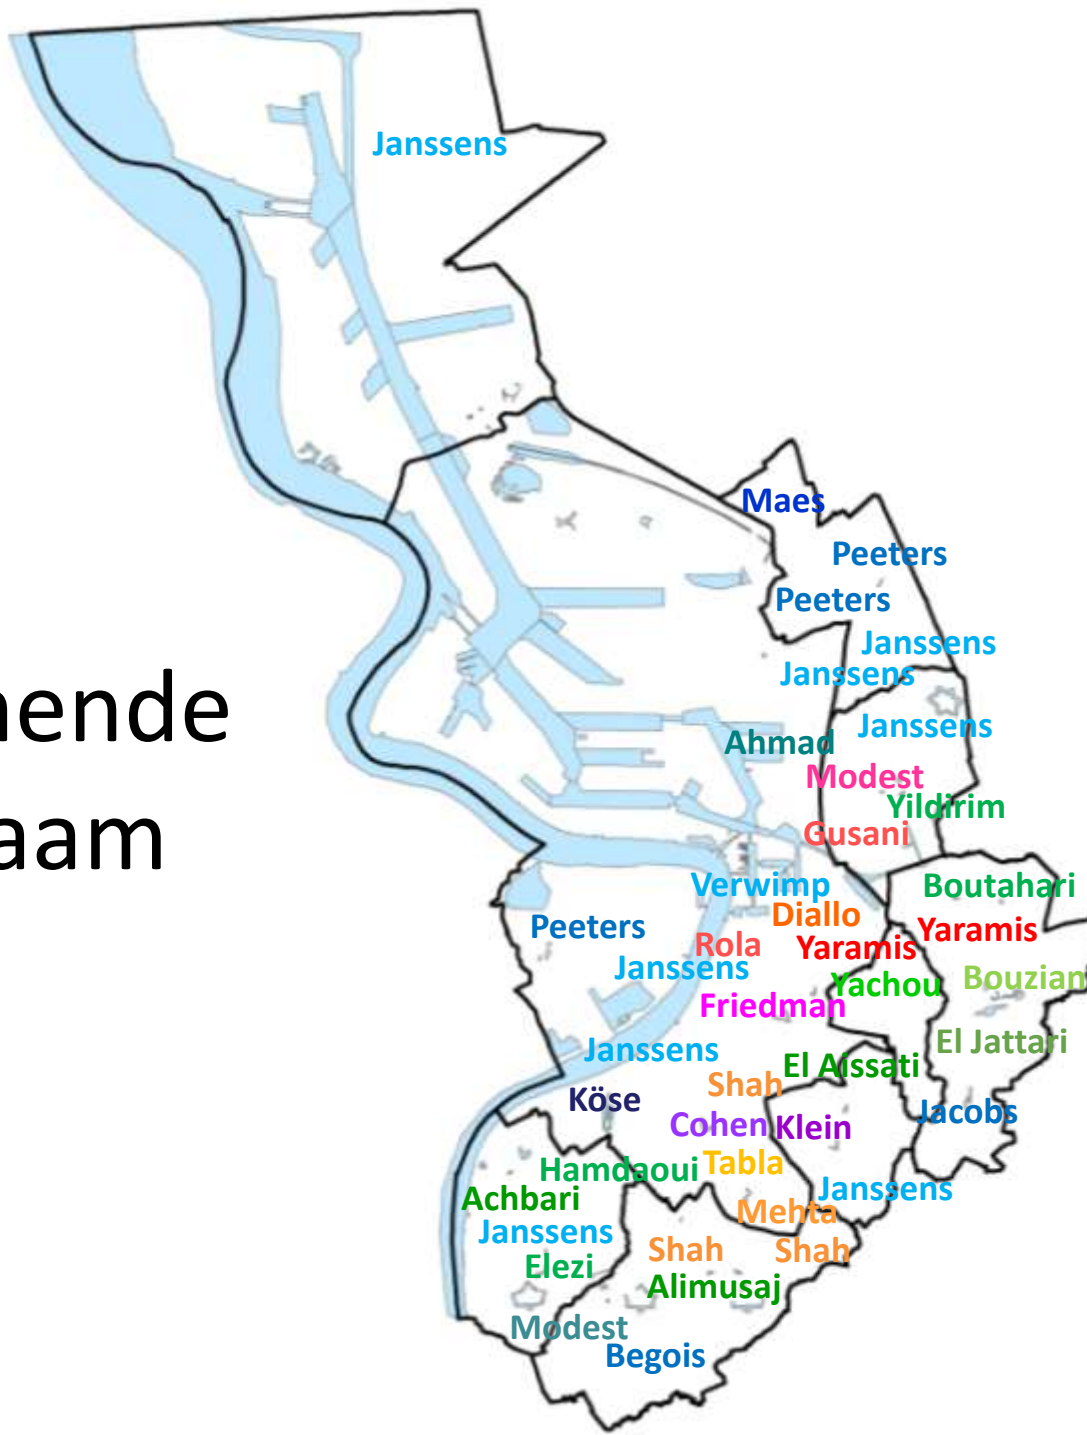 Janssens
Maes
Peeters
Peeters
Janssens
Janssens
nende
Janssens
Ahmad
Modest
Yildirim
aam
Gusani
Verwimp
Boutahari
Diallo
Peeters
Rola
Yaramis
Yaramis
Janssens
Yachou
Bouzian
Friedman
El Jattari
Janssens
El Aissati
Shah
Köse
Jacobs
Cohen
Klein
Hamdaoui
Tabla
Achbari
Janssens
Mehta
Janssens
Shah
Shah
Elezi
Alimusaj
Modest
Begois